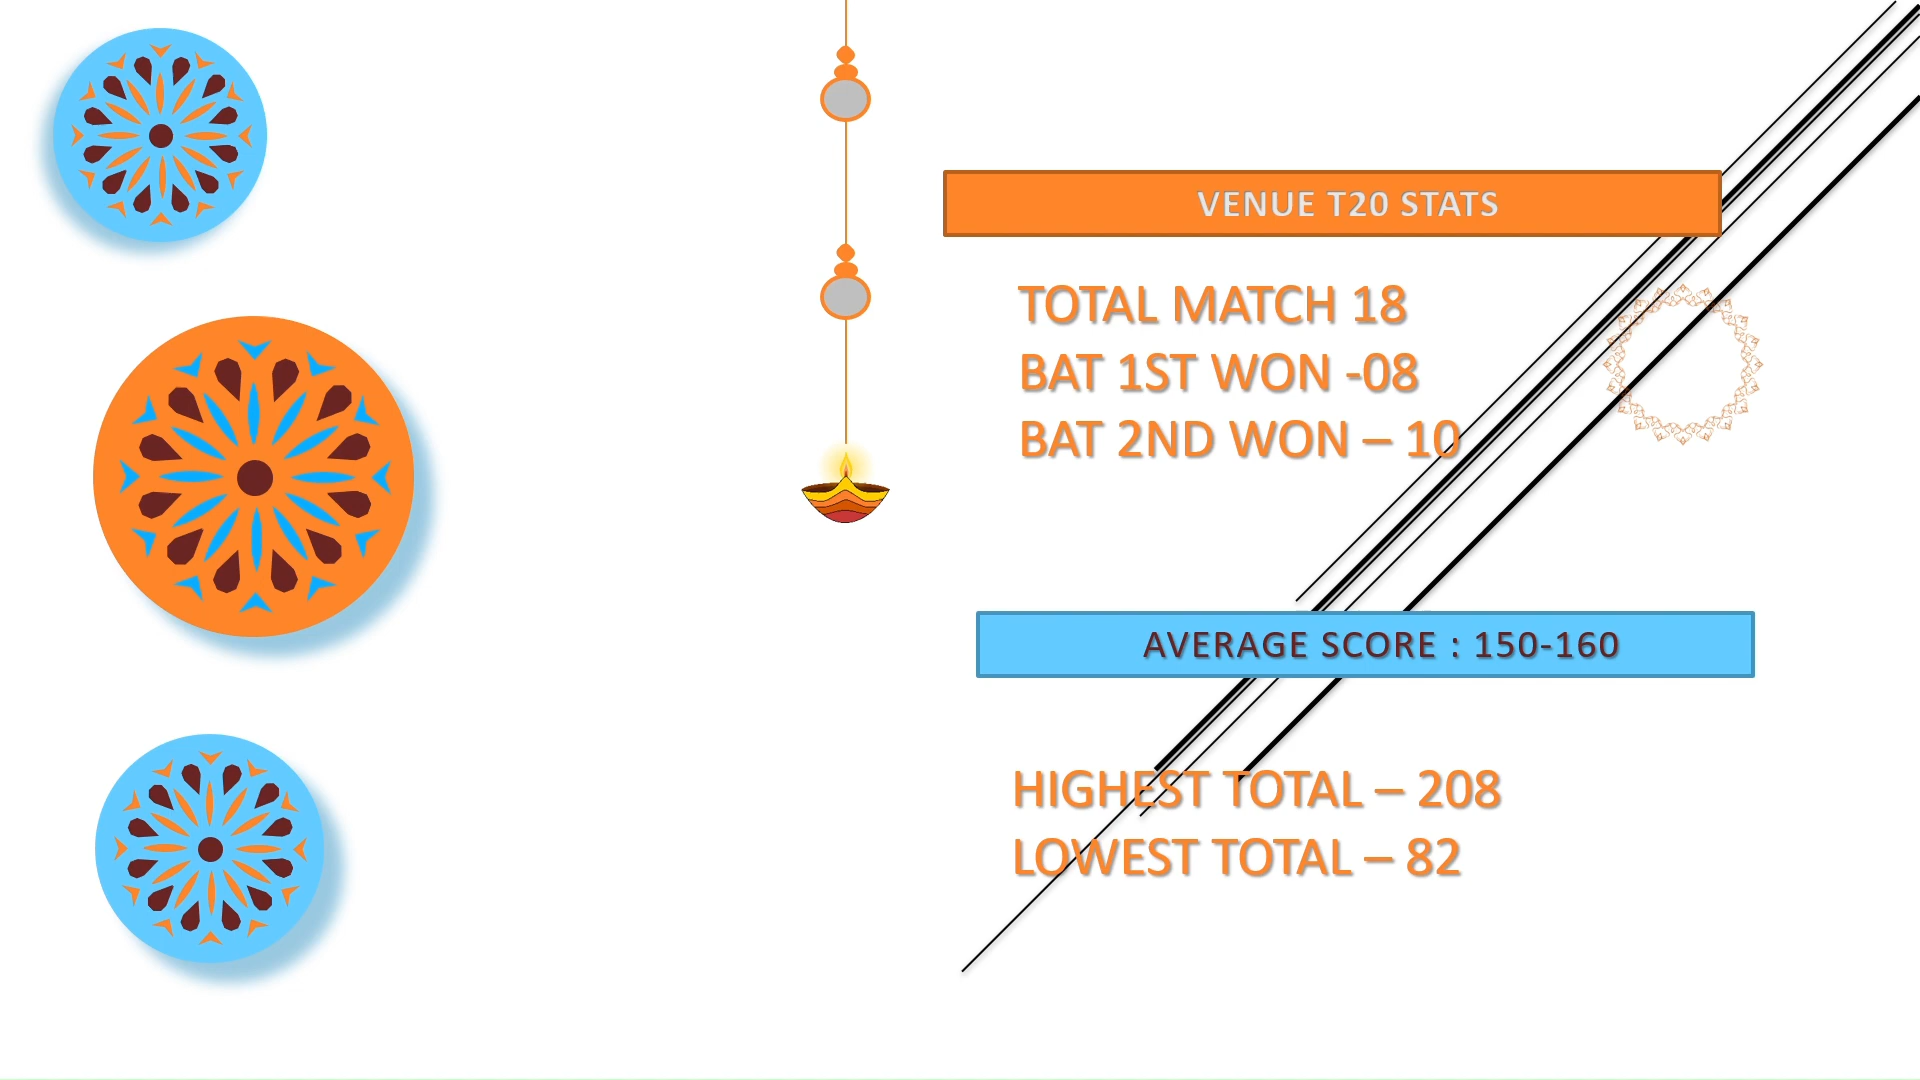 VENUE T20 STATS
TOTAL MATCH 18
BAT 1ST WON -08
BAT 2ND WON – 10
AVERAGE SCORE : 150-160
HIGHEST TOTAL – 208
LOWEST TOTAL – 82